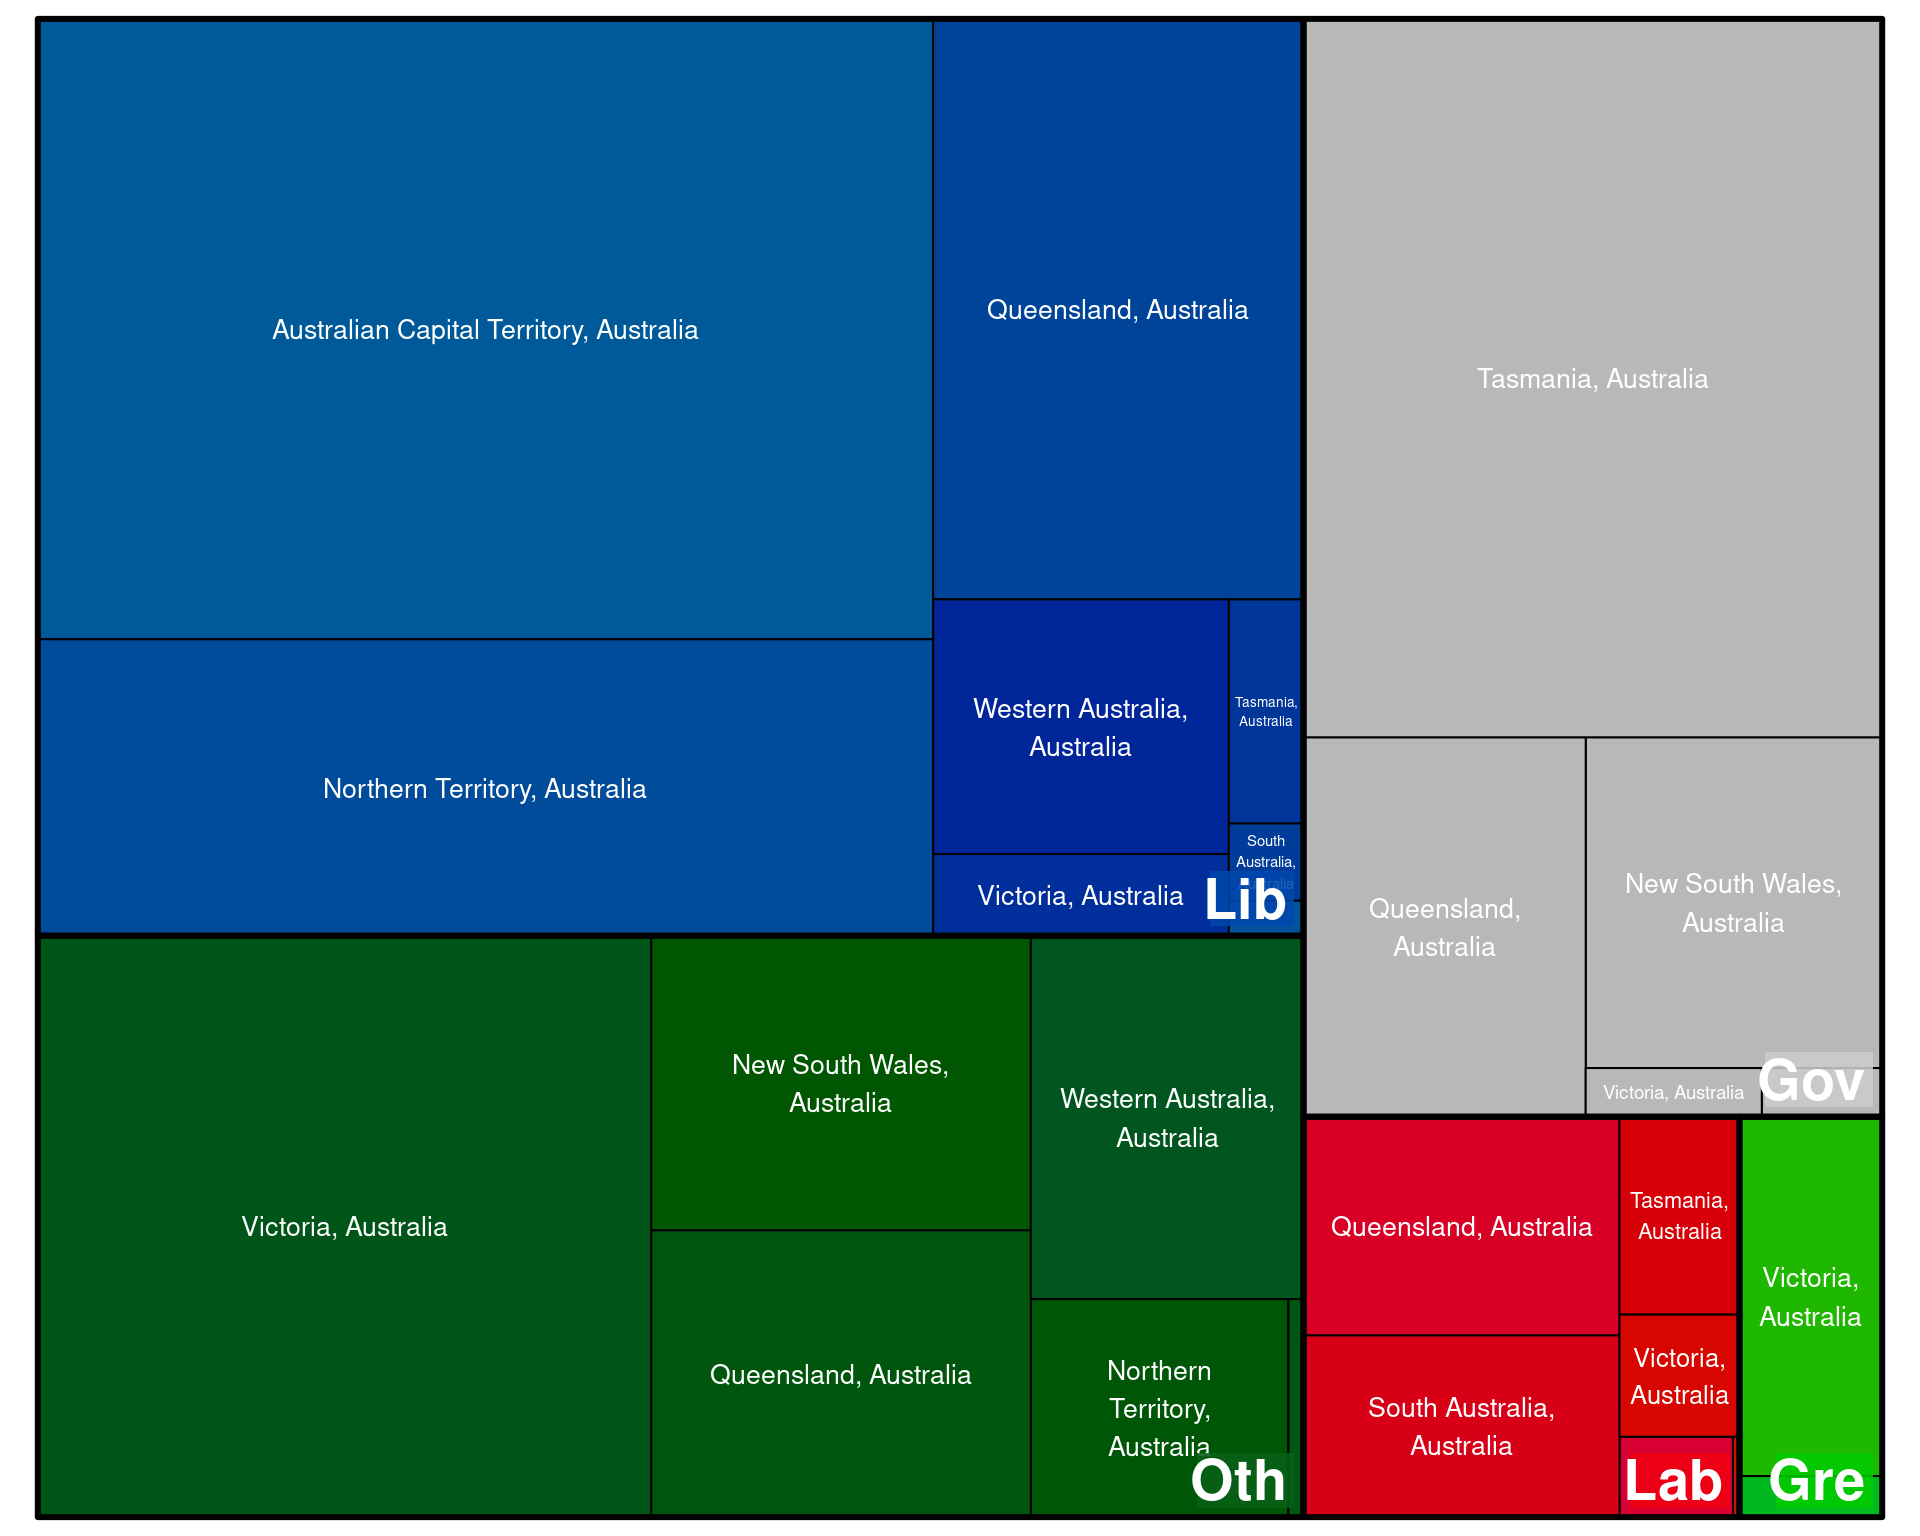 Australian Capital Territory, Australia
Northern Territory, Australia
Queensland, Australia
Western Australia,
Australia
Tasmania,
Australia
South
Australia,
Australia
Victoria, Australia
Lib
Tasmania, Australia
Queensland,
Australia
New South Wales,
Australia
Victoria, Australia
Gov
Victoria, Australia
New South Wales,
Australia
Queensland, Australia
Western Australia,
Australia
Northern
Territory,
Australia
Oth
Queensland, Australia
South Australia,
Australia
Tasmania,
Australia
Victoria,
Australia
Lab
Victoria,
Australia
Gre